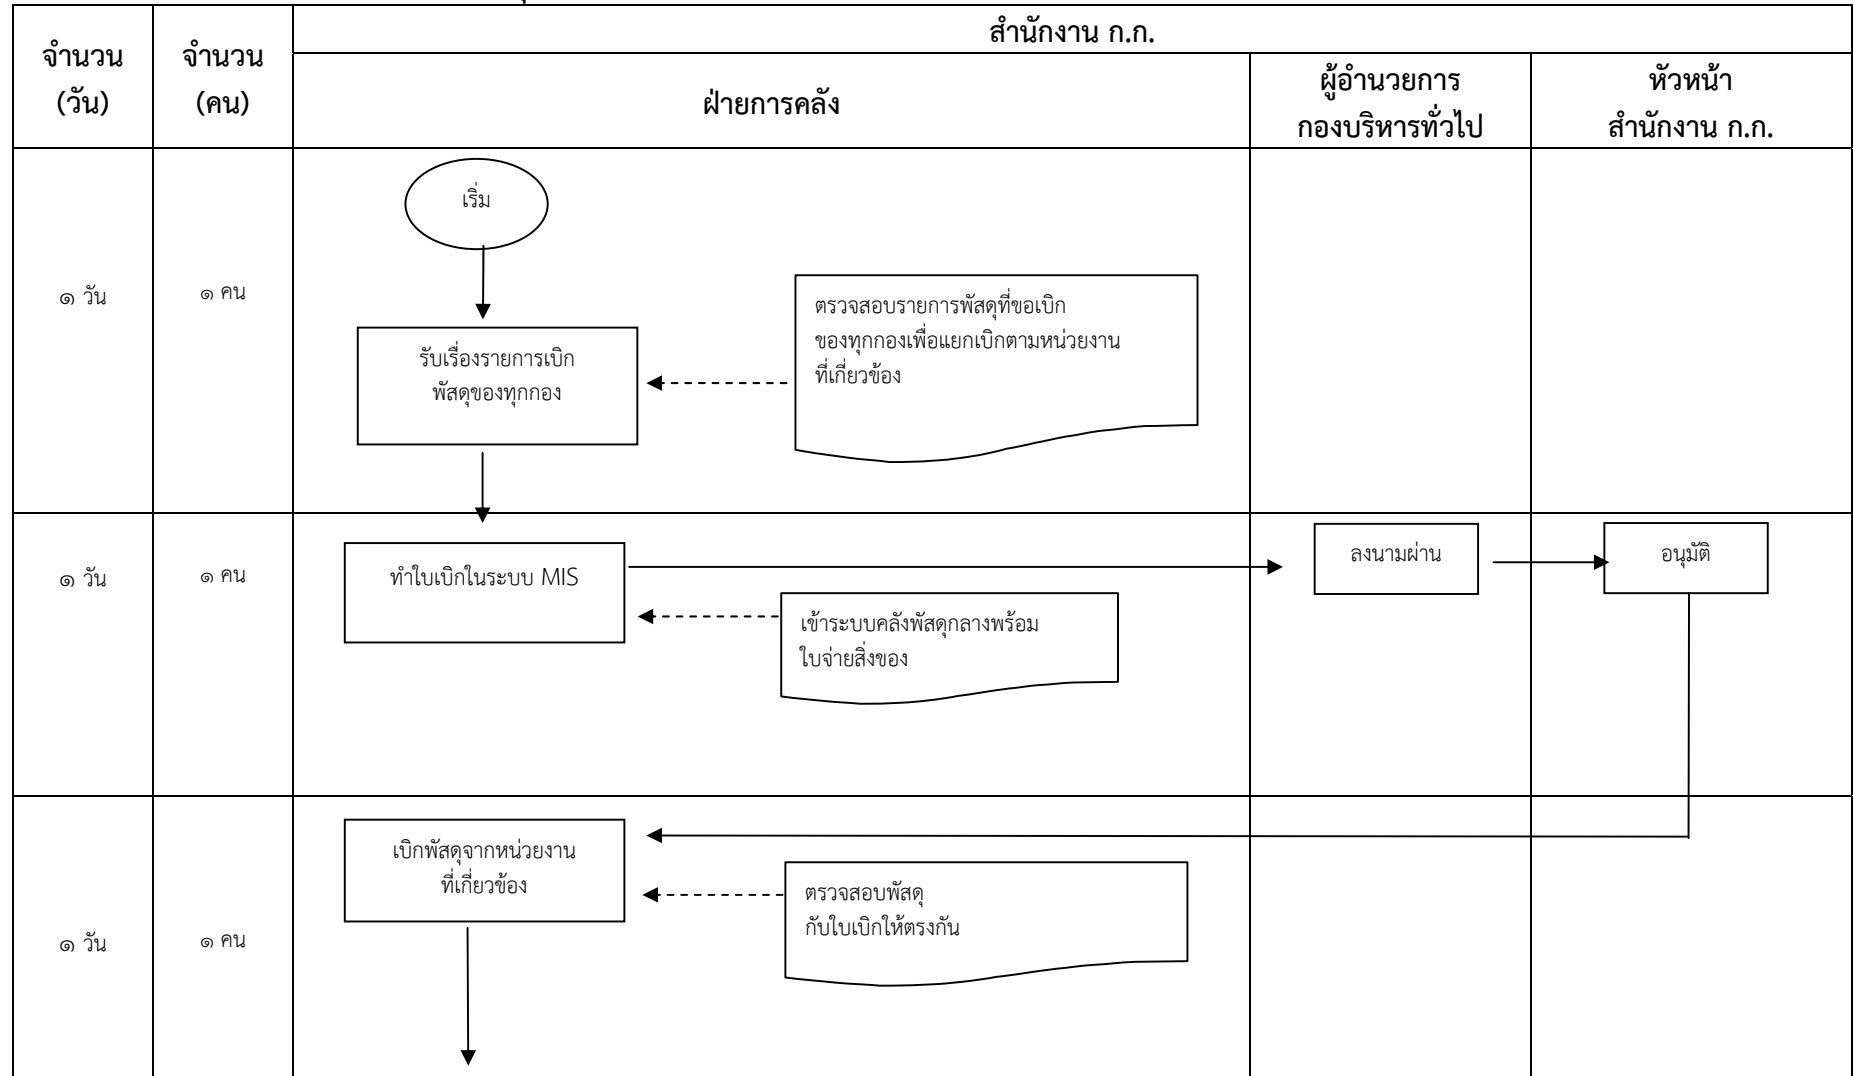 จำนวน
(วัน)
จำนวน
(คน)
สำนักงาน ก.ก.
ฝ่ายการคลัง
ผู้อำนวยการ
กองบริหารทั่วไป
หัวหน้า
สำนักงาน ก.ก.
๑ วัน
๑ คน
เริ่ม
รับเรื่องรายการเบิก
พัสดุของทุกกอง
ตรวจสอบรายการพัสดุที่ขอเบิก
ของทุกกองเพื่อแยกเบิกตามหน่วยงาน
ที่เกี่ยวข้อง
๑ วัน
๑ คน
ทำใบเบิกในระบบ MIS
เข้าระบบคลังพัสดุกลางพร้อม
ใบจ่ายสิ่งของ
ลงนามผ่าน
อนุมัติ
๑ วัน
๑ คน
เบิกพัสดุจากหน่วยงาน
ที่เกี่ยวข้อง
ตรวจสอบพัสดุ
กับใบเบิกให้ตรงกัน